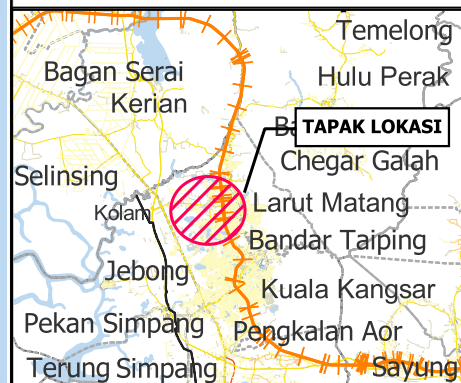 Temelong
Bagan Serai
Hulu Perak
Kerian
TAPAK LOKASI
Chegar Galah
Selinsing
Larut Matang
Kolam
Bandar Taiping
Jebong
Kuala Kangsar
Pekan Simpang
Pengkalan Aor
Terung Simpang
Sayung